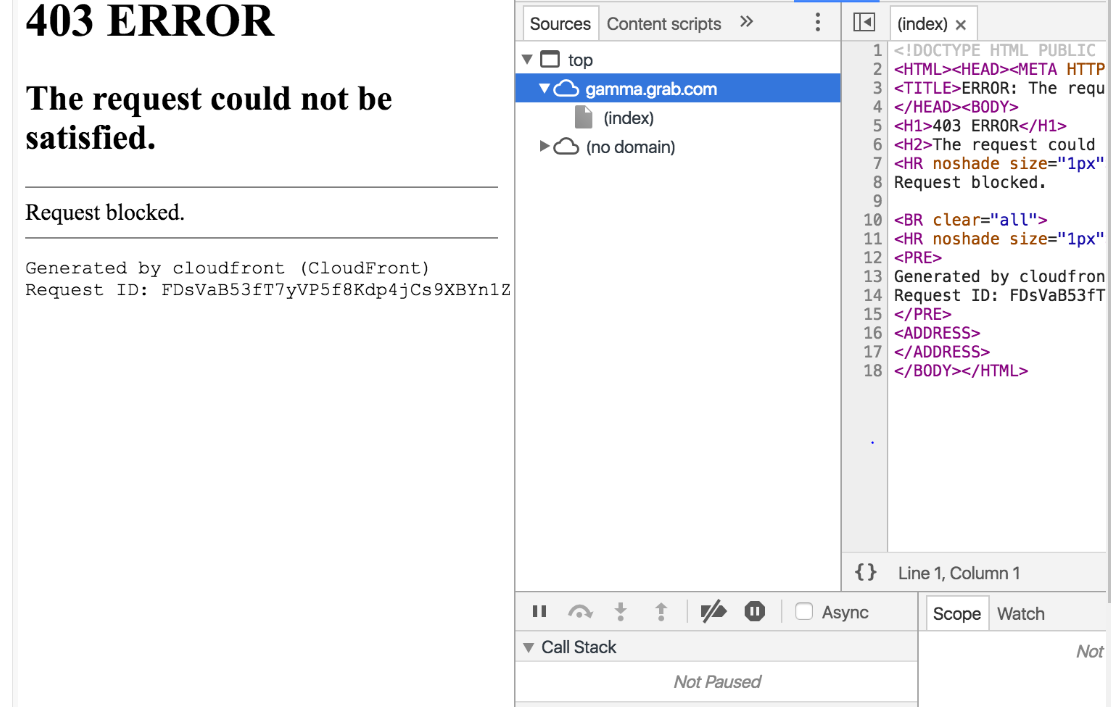 403 ERROR
The request could not be
satisfied.
Request blocked.
Generated by cloudfront (CloudFront)
Request ID: FDsVaB53fT7yVP5f8Kdp4jCs9XBYn1Z
Sources Content scripts »
top
gamma.grab.com
(index)
(no domain)
(index) ×
1 <!DOCTYPE HTML PUBLIC
2 <HTML><HEAD><META HTTP
3 <TITLE>ERROR: The requ
4 </HEAD><BODY>
5 <H1>403 ERROR</H1>
6 <H2>The request could
7 <HR noshade size="1px"
8 Request blocked.
9
10 <BR clear="all">
11 <HR noshade size="1px"
12 <PRE>
13 Generated by cloudfron
14 Request ID: FDsVaB53fT
15 </PRE>
16 <ADDRESS>
17 </ADDRESS>
18 </BODY></HTML>
{} Line 1, Column 1
Async
Call Stack
Not Paused
Scope Watch
Not